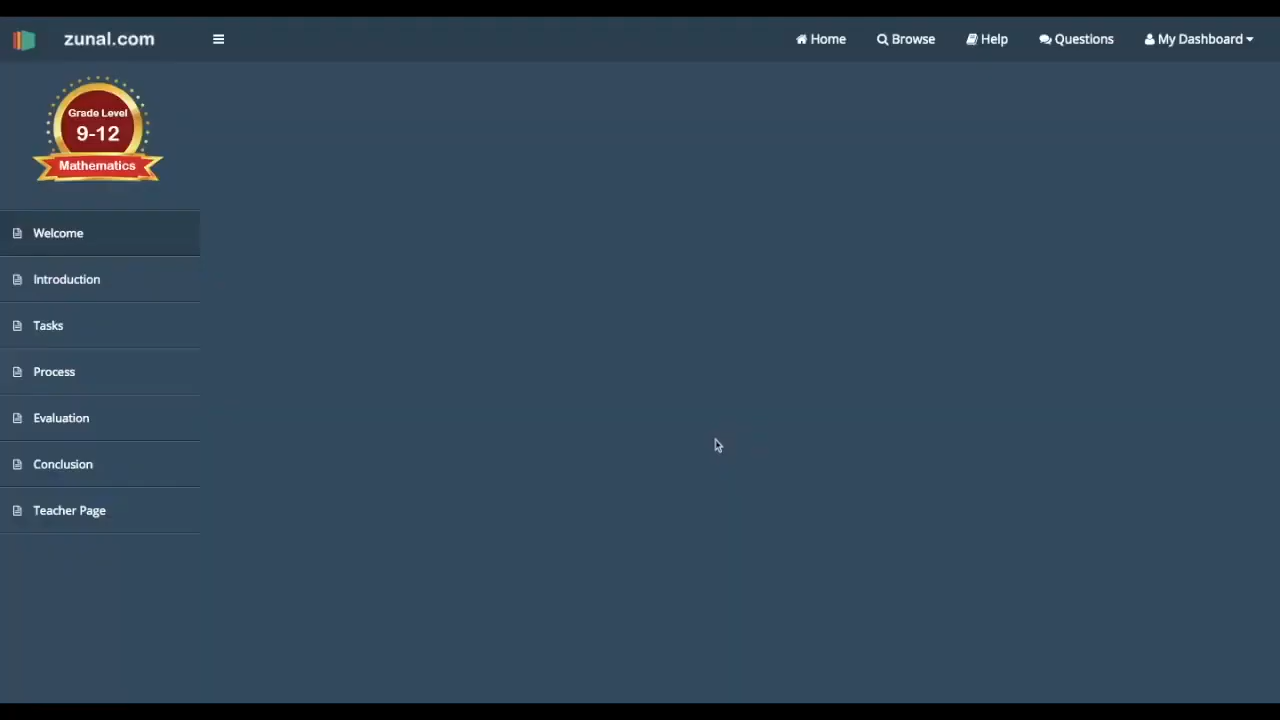 zunal.com
Home
Browse
Help
Questions
My Dashboard
Grade Level
9-12
Mathematics
Welcome
Introduction
Tasks
Process
Evaluation
Conclusion
Teacher Page